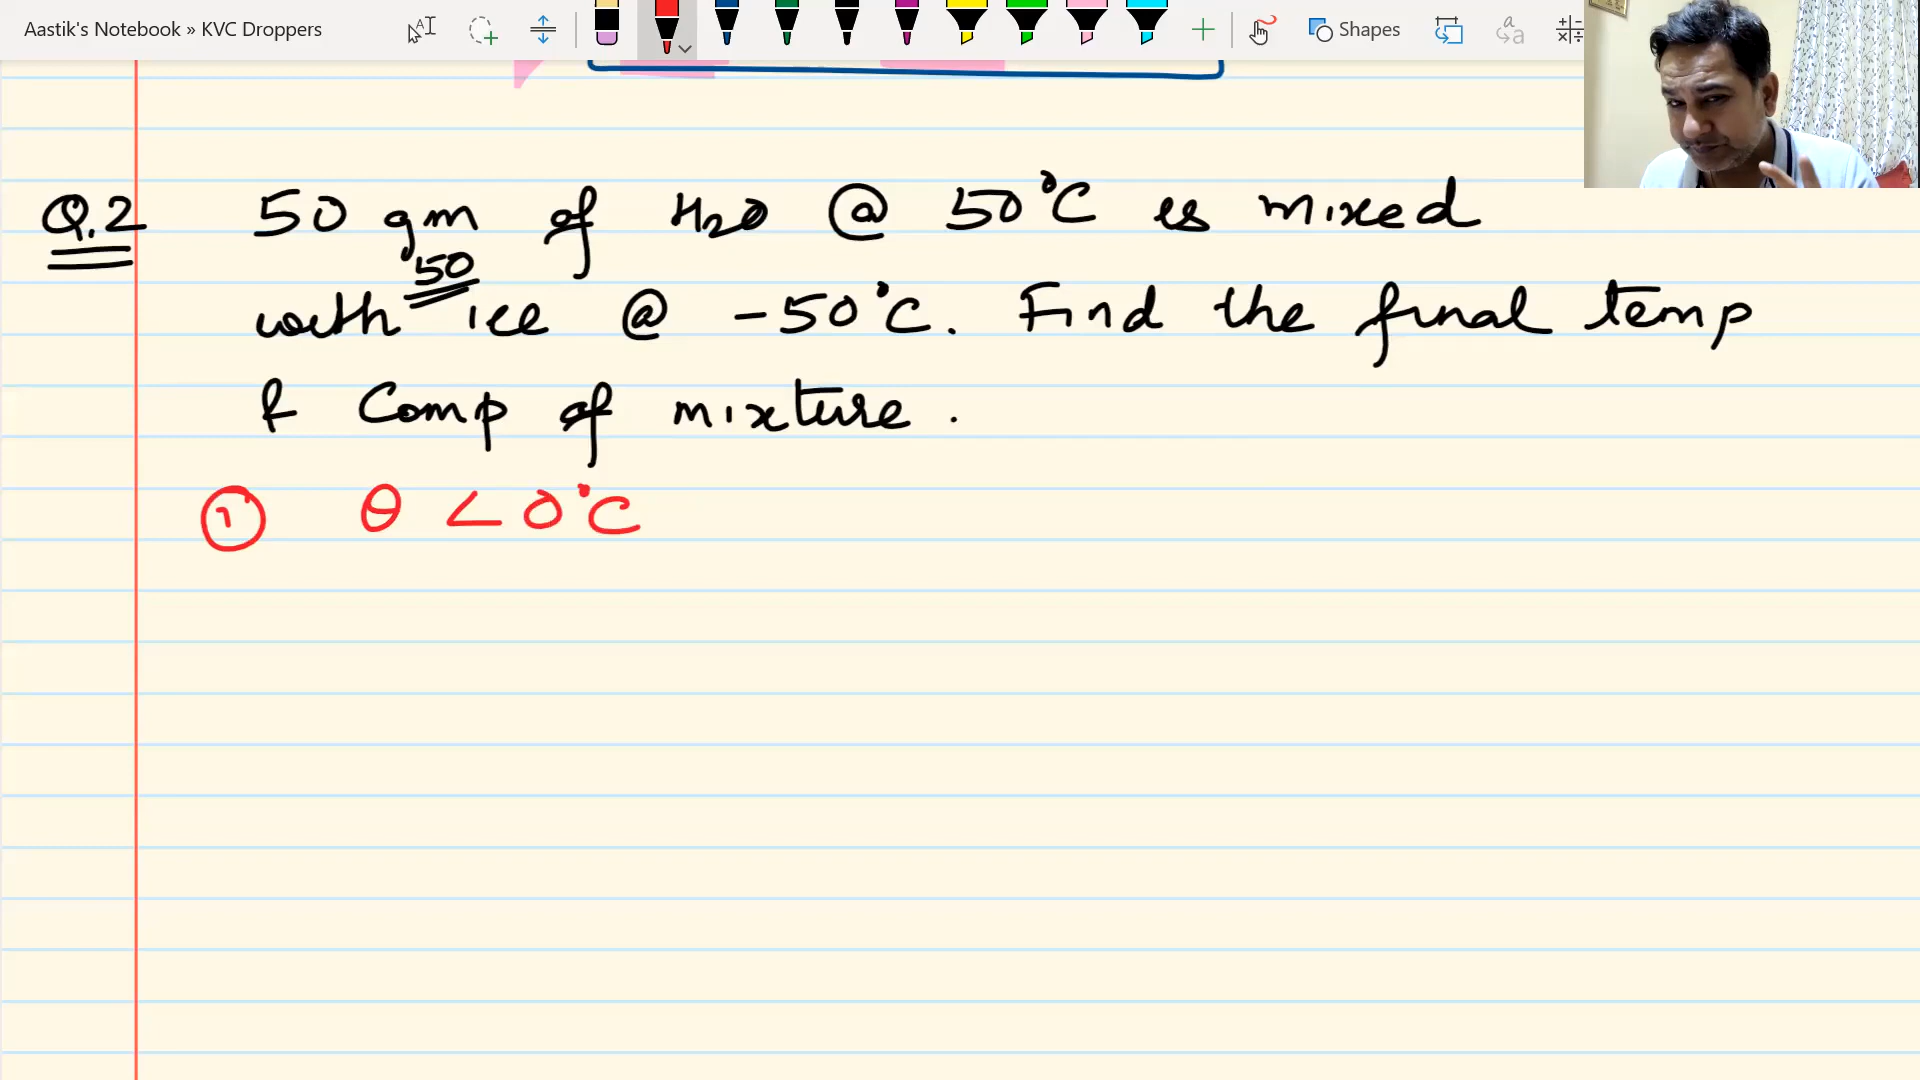 Aastik's Notebook » KVC Droppers
Shapes
Q.2 50 gm of H₂O @ 50°C is mixed
with 50 ice @ -50°C. Find the final temp
& Comp of mixture.
① θ < 0°C